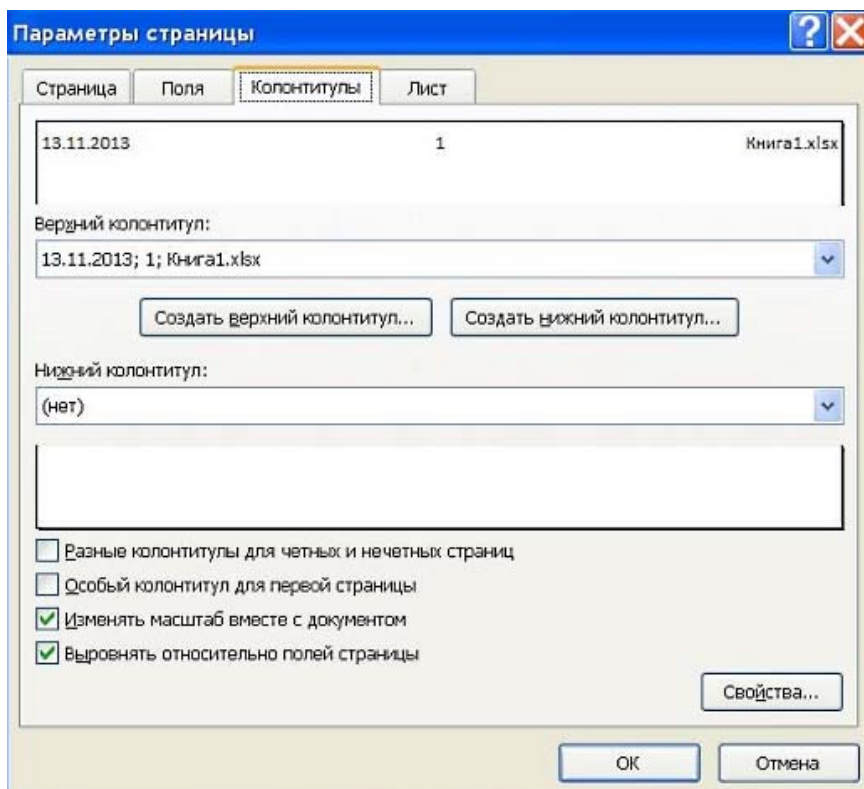 Параметры страницы
Страница Поля Колонтитулы Лист
13.11.2013 1 Книга1.xlsx
Верхний колонтитул:
13.11.2013; 1; Книга1.xlsx
Создать верхний колонтитул... Создать нижний колонтитул...
Нижний колонтитул:
(нет)
Разные колонтитулы для четных и нечетных страниц
Особый колонтитул для первой страницы
Изменять масштаб вместе с документом
Выровнять относительно полей страницы
Свойства...
ОК Отмена